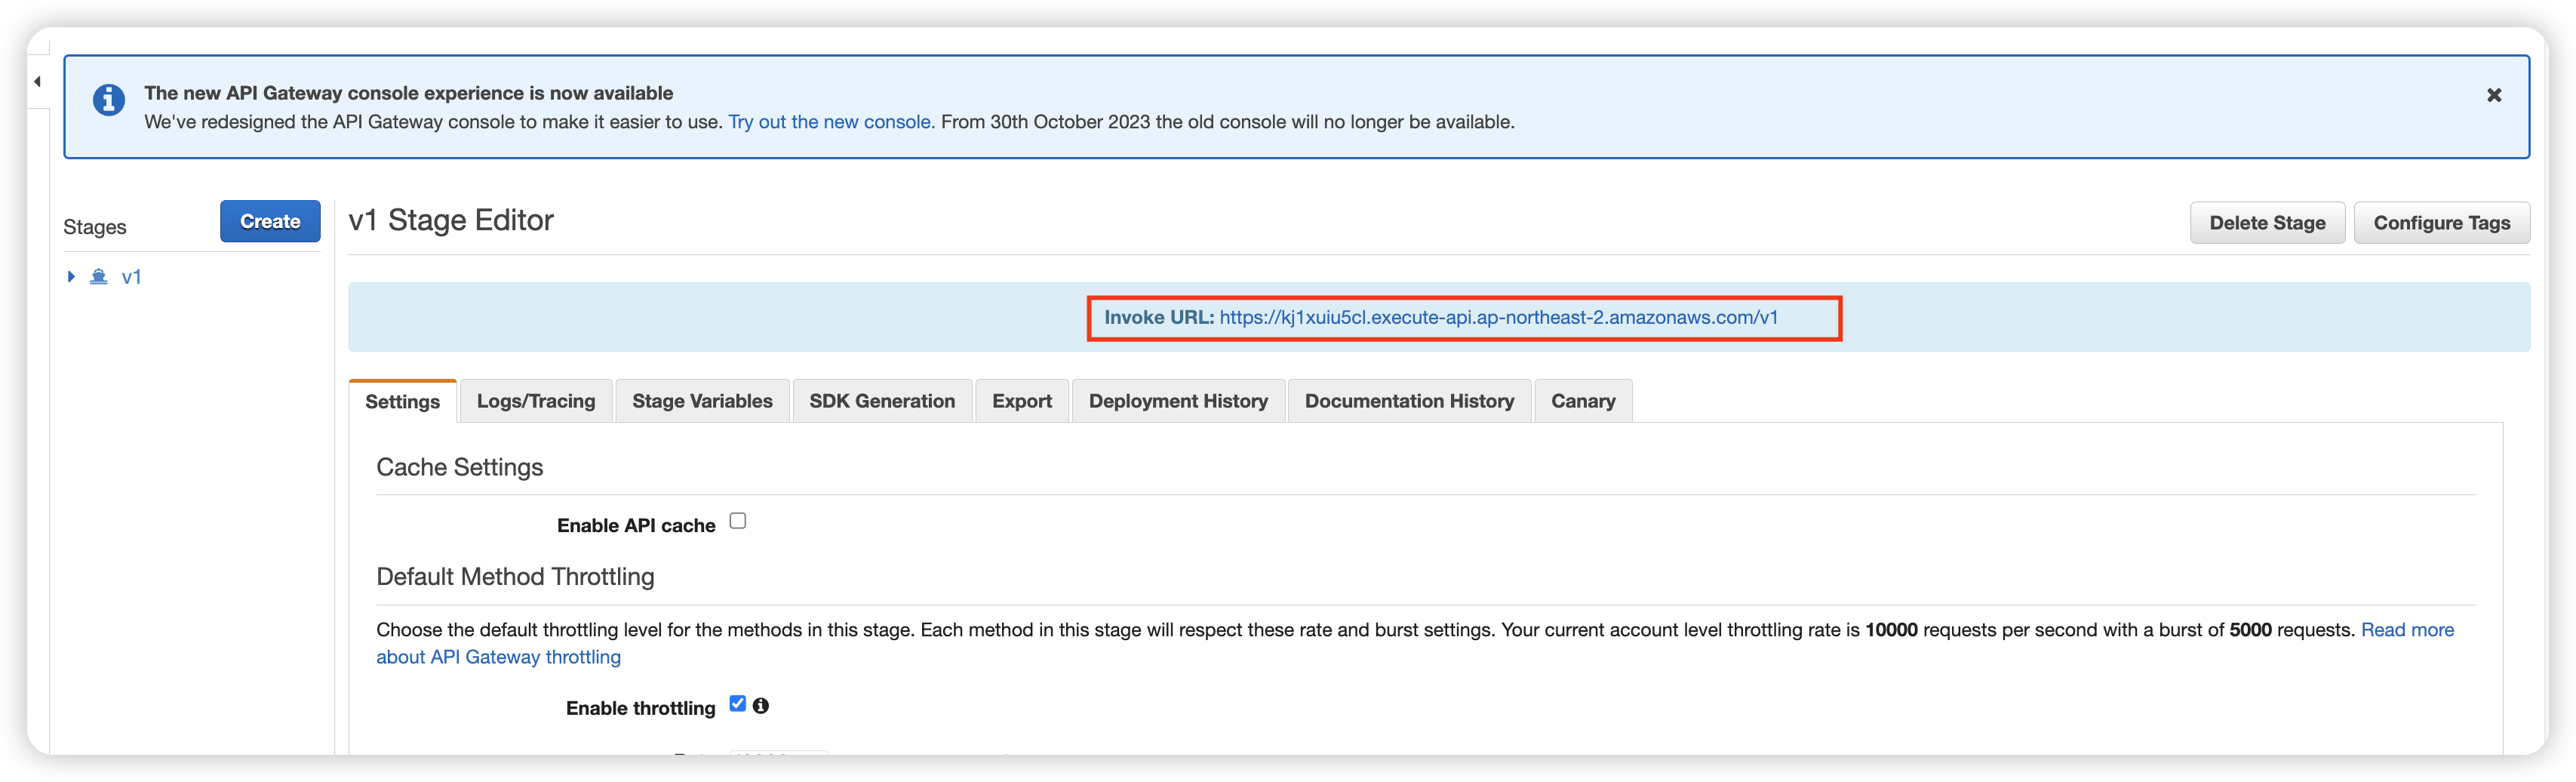 The new API Gateway console experience is now available
We've redesigned the API Gateway console to make it easier to use. Try out the new console. From 30th October 2023 the old console will no longer be available.
Stages
Create
v1
v1 Stage Editor
Delete Stage
Configure Tags
Invoke URL: https://kj1xuiu5cl.execute-api.ap-northeast-2.amazonaws.com/v1
Settings
Logs/Tracing
Stage Variables
SDK Generation
Export
Deployment History
Documentation History
Canary
Cache Settings
Enable API cache
Default Method Throttling
Choose the default throttling level for the methods in this stage. Each method in this stage will respect these rate and burst settings. Your current account level throttling rate is 10000 requests per second with a burst of 5000 requests. Read more
about API Gateway throttling
Enable throttling